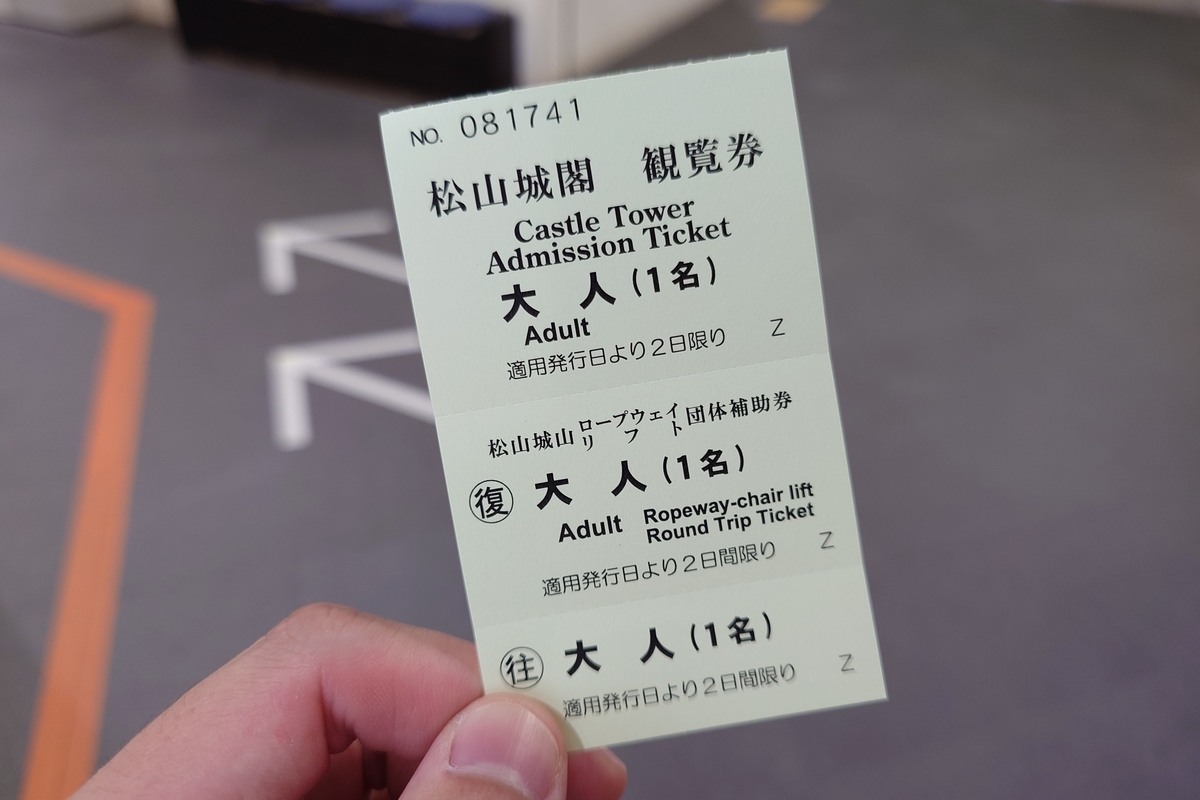 NO. 081741
松山城閣 観覧券
Castle Tower
Admission Ticket
大 人 (1名)
Adult
適用発行日より2日限り Z
松山城山ロープウェイ団体補助券
リフト
復 大 人 (1名)
Adult Ropeway-chair lift
Round Trip Ticket
適用発行日より2日間限り Z
往 大 人 (1名)
適用発行日より2日間限り Z